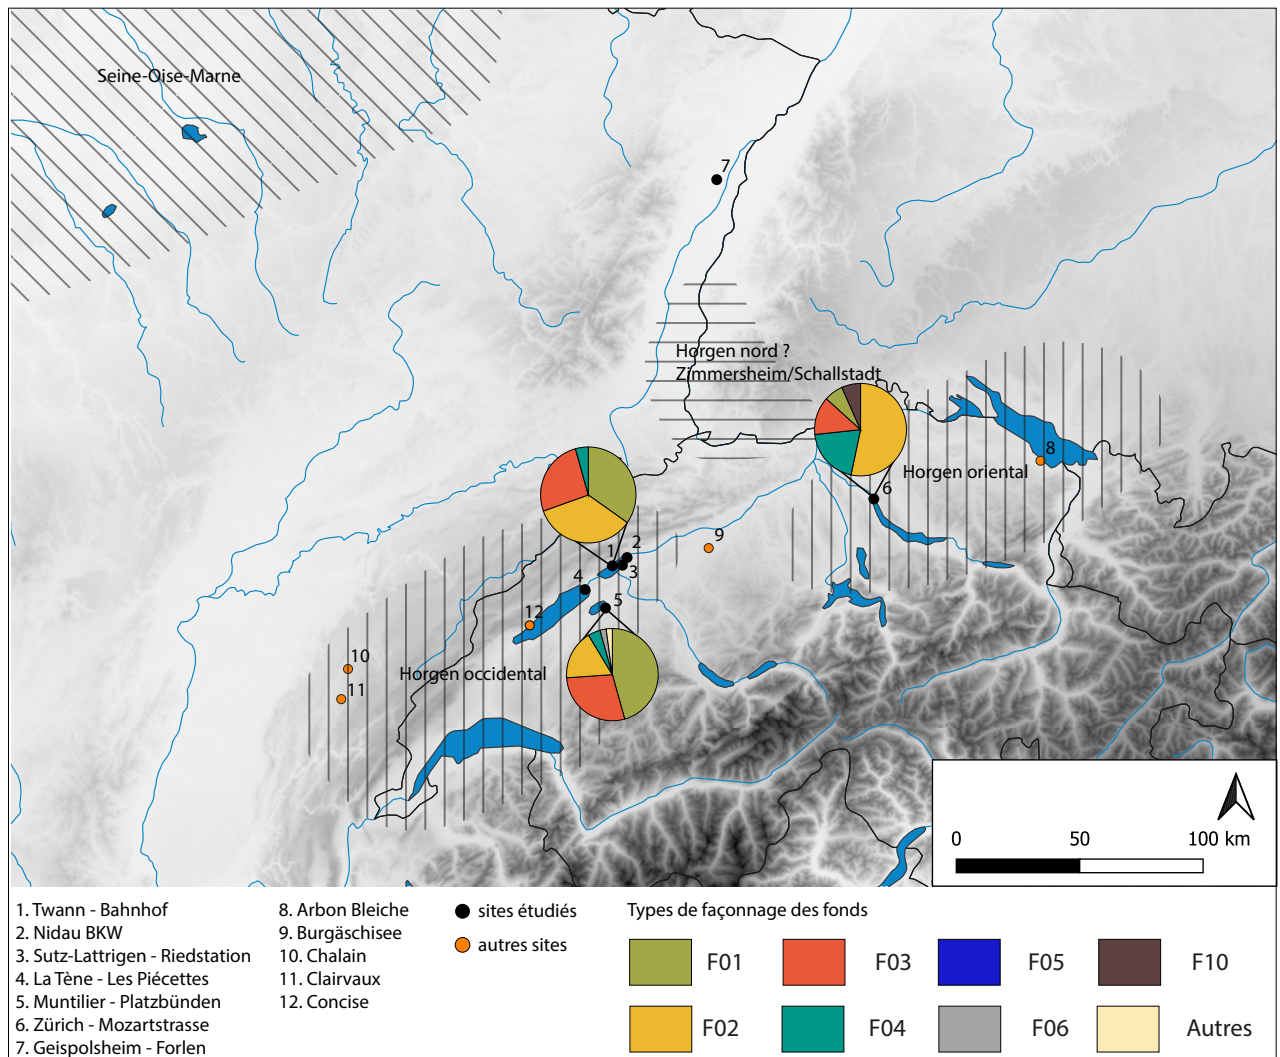 Seine-Oise-Marne
7
Horgen nord ?
Zimmersheim/Schallstadt
8
Horgen oriental
6
9
2
1
3
4
5
12
10
Horgen occidental
11
0 50 100 km
1. Twann - Bahnhof
2. Nidau BKW
3. Sutz-Lattrigen - Riedstation
4. La Tène - Les Piécettes
5. Muntilier - Platzbünden
6. Zürich - Mozartstrasse
7. Geispolsheim - Forlen
8. Arbon Bleiche
9. Burgäschisee
10. Chalain
11. Clairvaux
12. Concise
sites étudiés
autres sites
Types de façonnage des fonds
F01 F03 F05 F10
F02 F04 F06 Autres